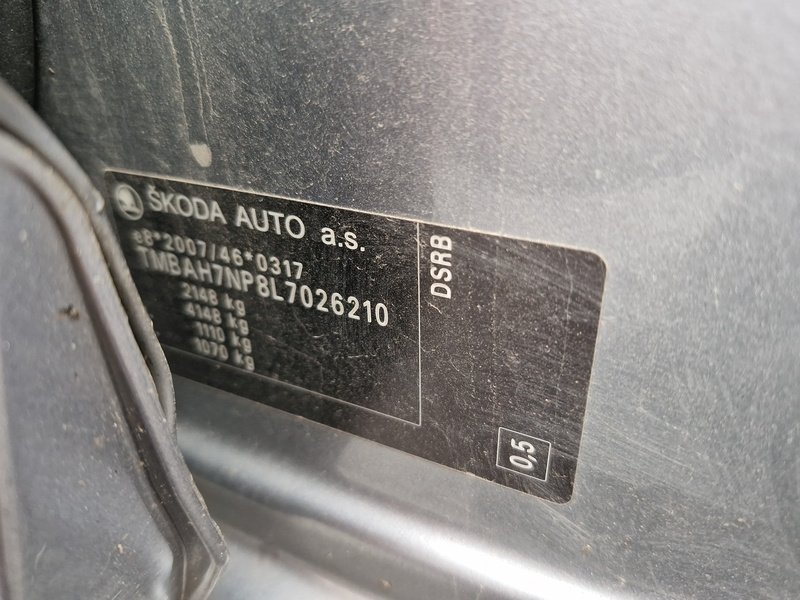 ŠKODA AUTO a.s.
e8*2007/46*0317
TMBAH7NP8L7026210
2148 kg
4148 kg
1110 kg
1070 kg
DSRB
0,5